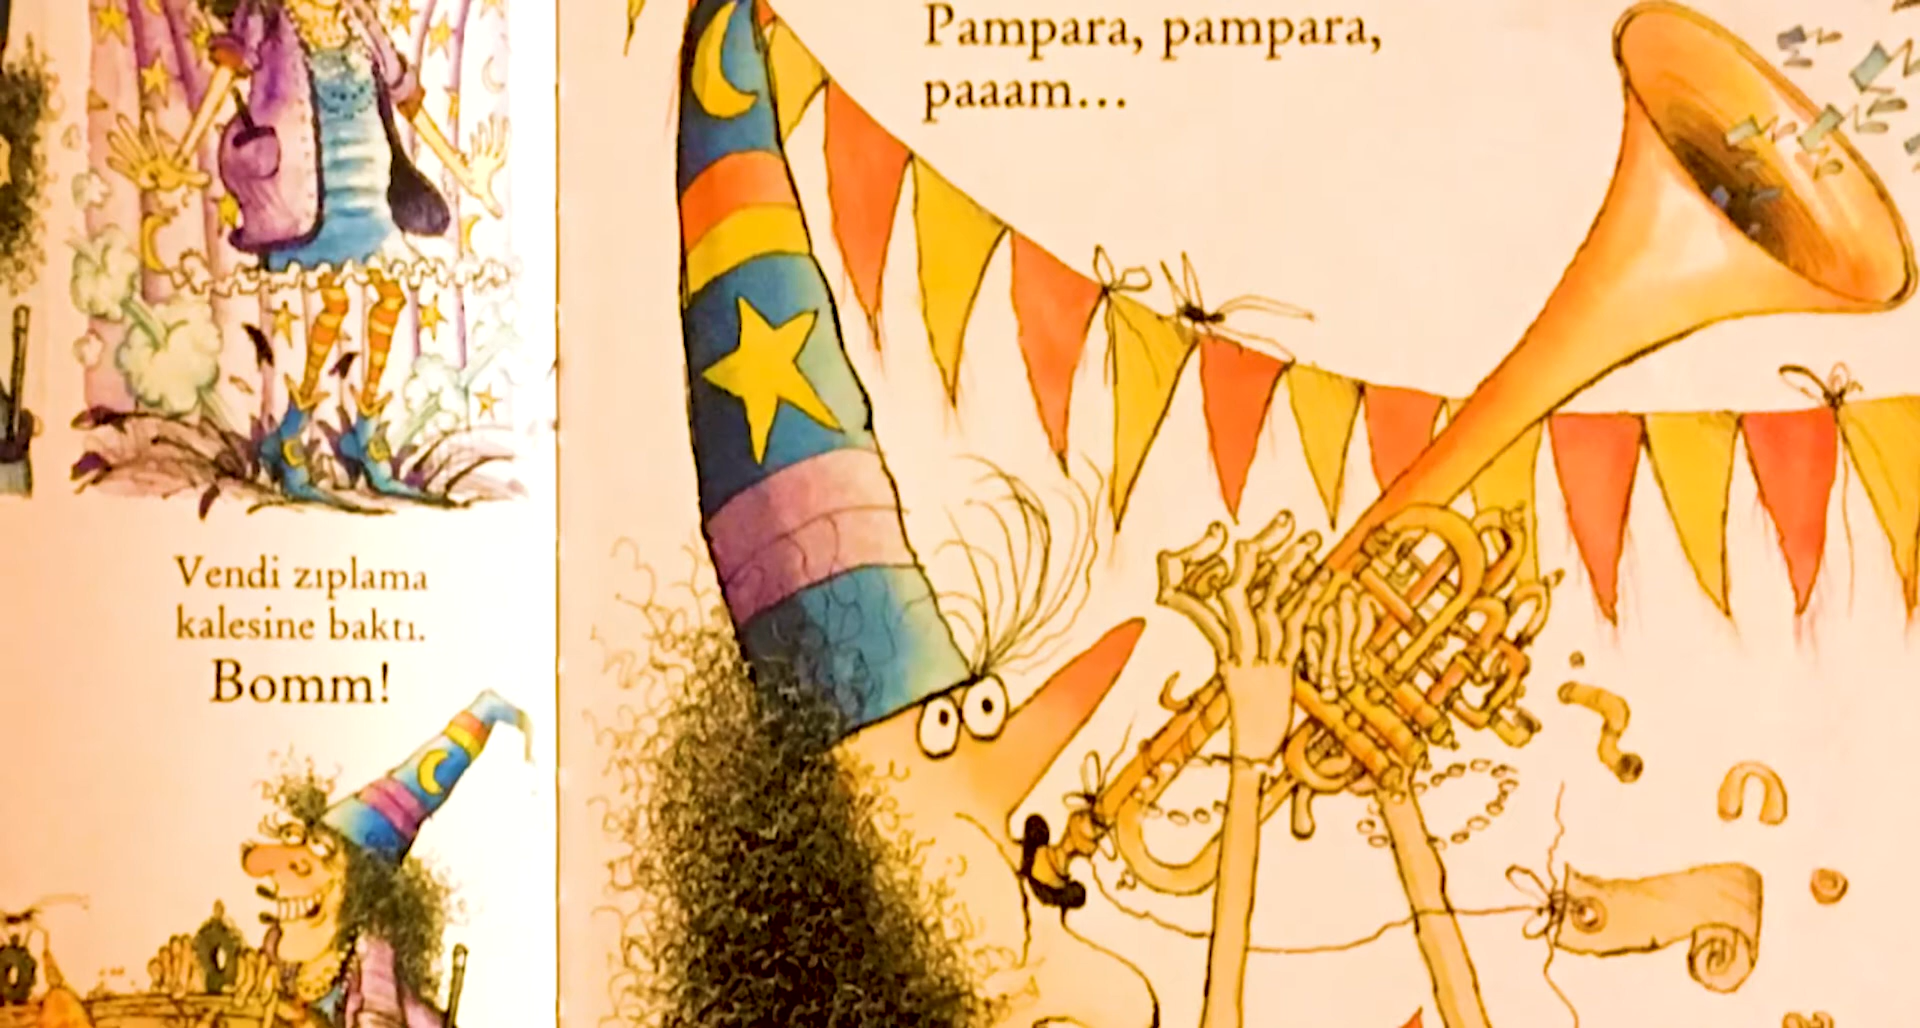 Vendi zıplama
kalesine baktı.
Bomm!
Pampara, pampara,
paaam...